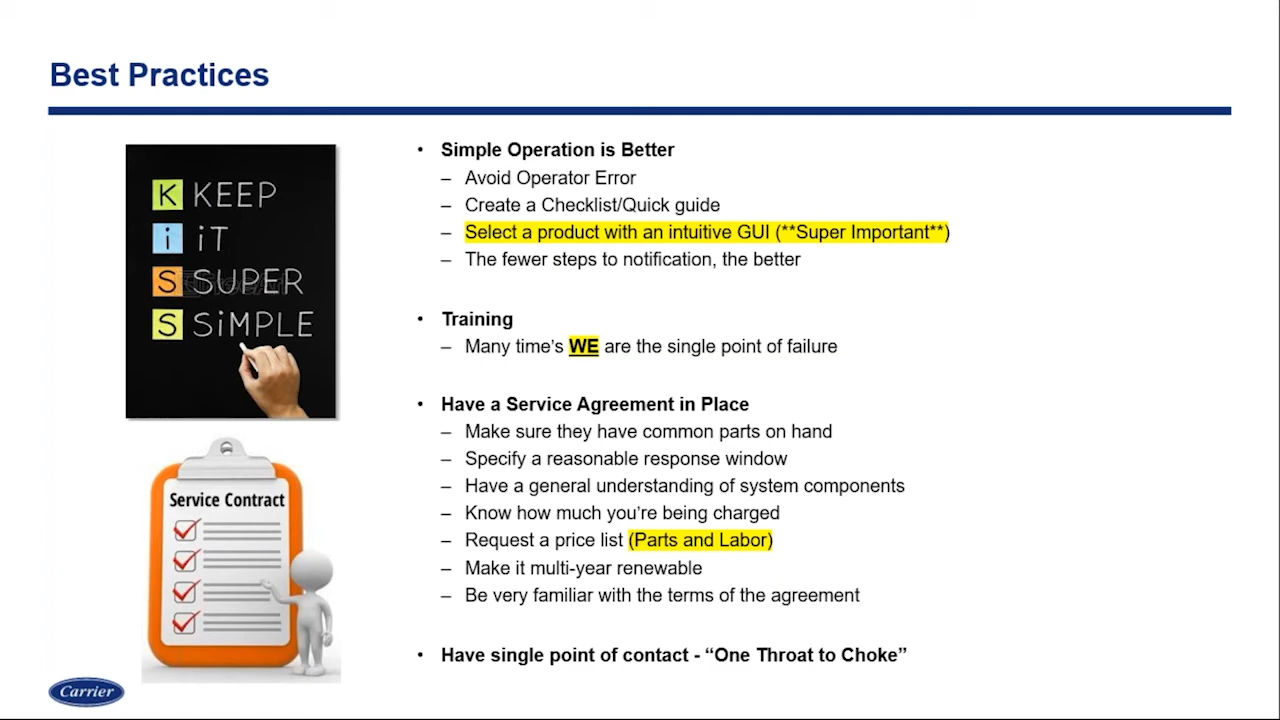 Best Practices
K KEEP
i iT
S SUPER
S SiMPLE
Service Contract
Carrier
• Simple Operation is Better
– Avoid Operator Error
– Create a Checklist/Quick guide
– Select a product with an intuitive GUI (**Super Important**)
– The fewer steps to notification, the better
• Training
– Many time's WE are the single point of failure
• Have a Service Agreement in Place
– Make sure they have common parts on hand
– Specify a reasonable response window
– Have a general understanding of system components
– Know how much you're being charged
– Request a price list (Parts and Labor)
– Make it multi-year renewable
– Be very familiar with the terms of the agreement
• Have single point of contact - “One Throat to Choke”